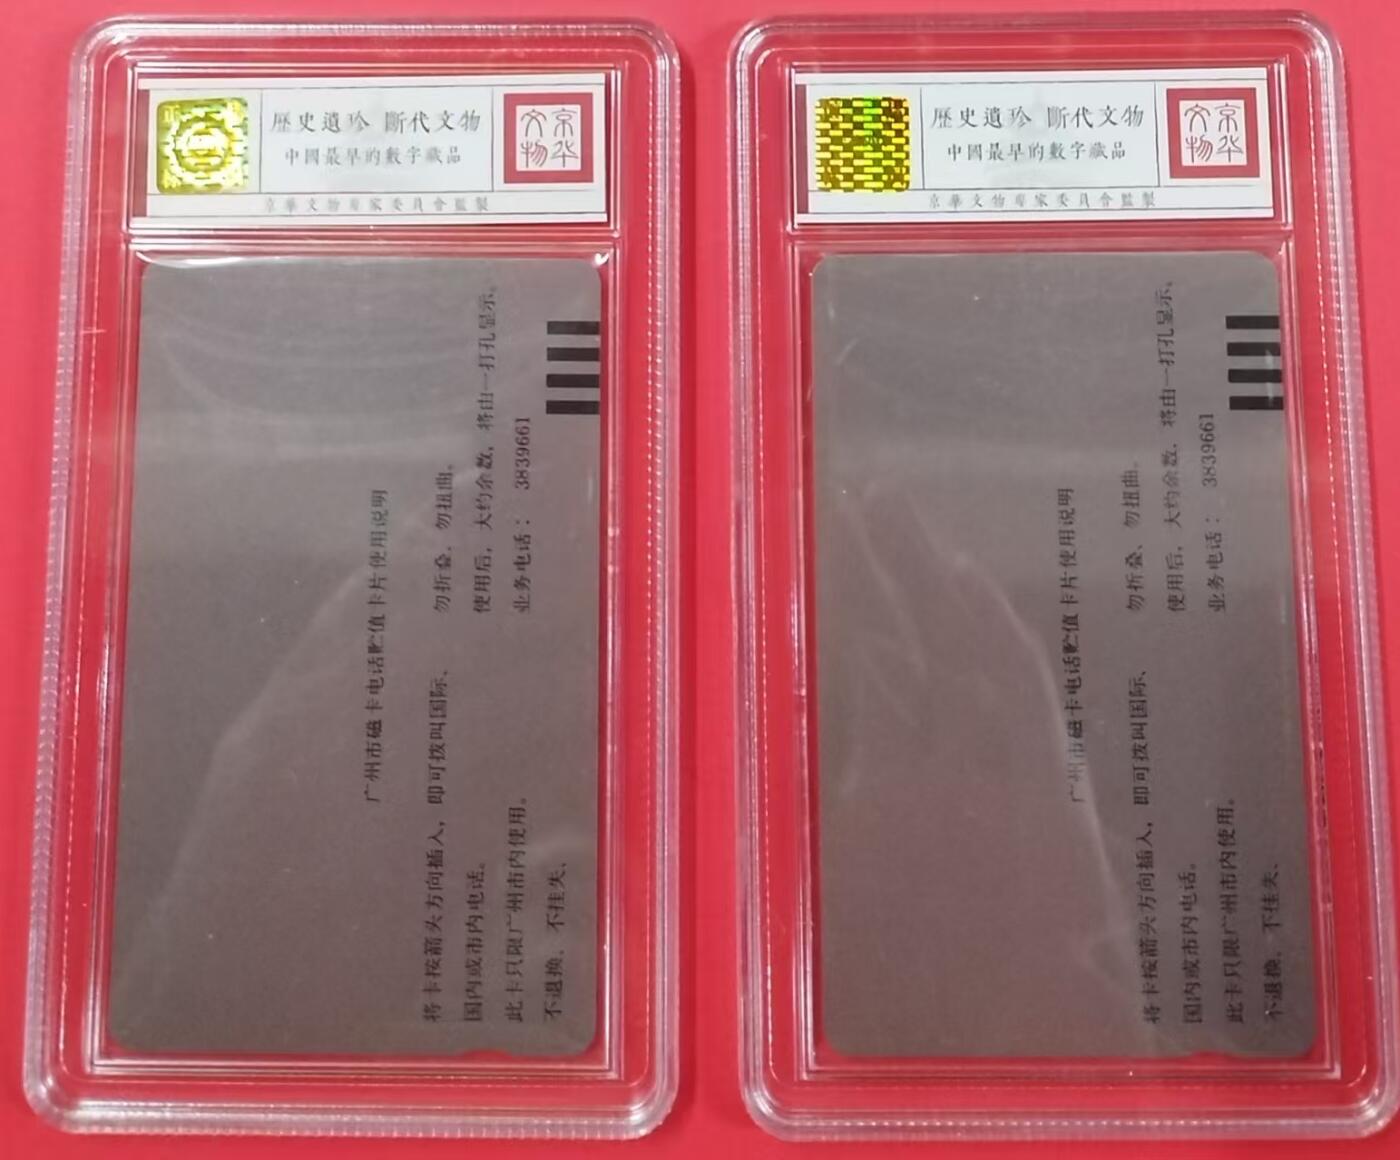 歷史遺珍 斷代文物
中國最早的數字藏品
京华文物
京華文物專家委員會監製
广州市磁卡电话贮值卡片使用说明
将卡按箭头方向插入，即可拨叫国际、
国内或市内电话。
此卡只限广州市内使用。
不退换、不挂失、
勿折叠、勿扭曲。
使用后，大约余数，将由一打孔显示。
业务电话： 3839661
歷史遺珍 斷代文物
中國最早的數字藏品
京华文物
京華文物專家委員會監製
广州市磁卡电话贮值卡片使用说明
将卡按箭头方向插入，即可拨叫国际、
国内或市内电话。
此卡只限广州市内使用。
不退换、不挂失、
勿折叠、勿扭曲。
使用后，大约余数，将由一打孔显示。
业务电话： 3839661